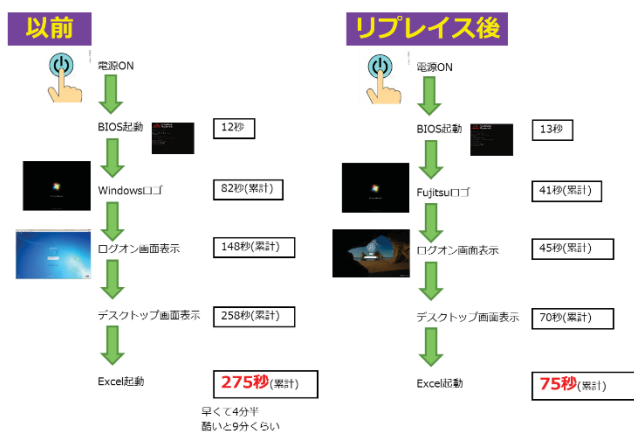 以前
電源ON
BIOS起動
12秒
Windowsロゴ
82秒(累計)
ログオン画面表示
148秒(累計)
デスクトップ画面表示
258秒(累計)
Excel起動
275秒(累計)
早くて4分半
酷いと9分くらい
リプレイス後
電源ON
BIOS起動
13秒
Fujitsuロゴ
41秒(累計)
ログオン画面表示
45秒(累計)
デスクトップ画面表示
70秒(累計)
Excel起動
75秒(累計)